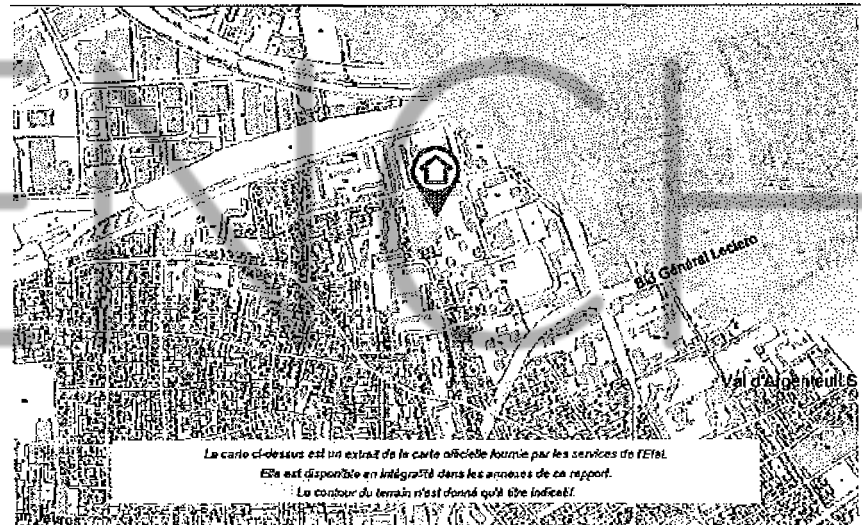 Bd Général Leclerc
Val d'Argenteuil S
La carte ci-dessus est un extrait de la carte officielle fournie par les services de l'Etat.
Elle est disponible en intégralité dans les annexes de ce rapport.
Le contour du terrain n'est donné qu'à titre indicatif.